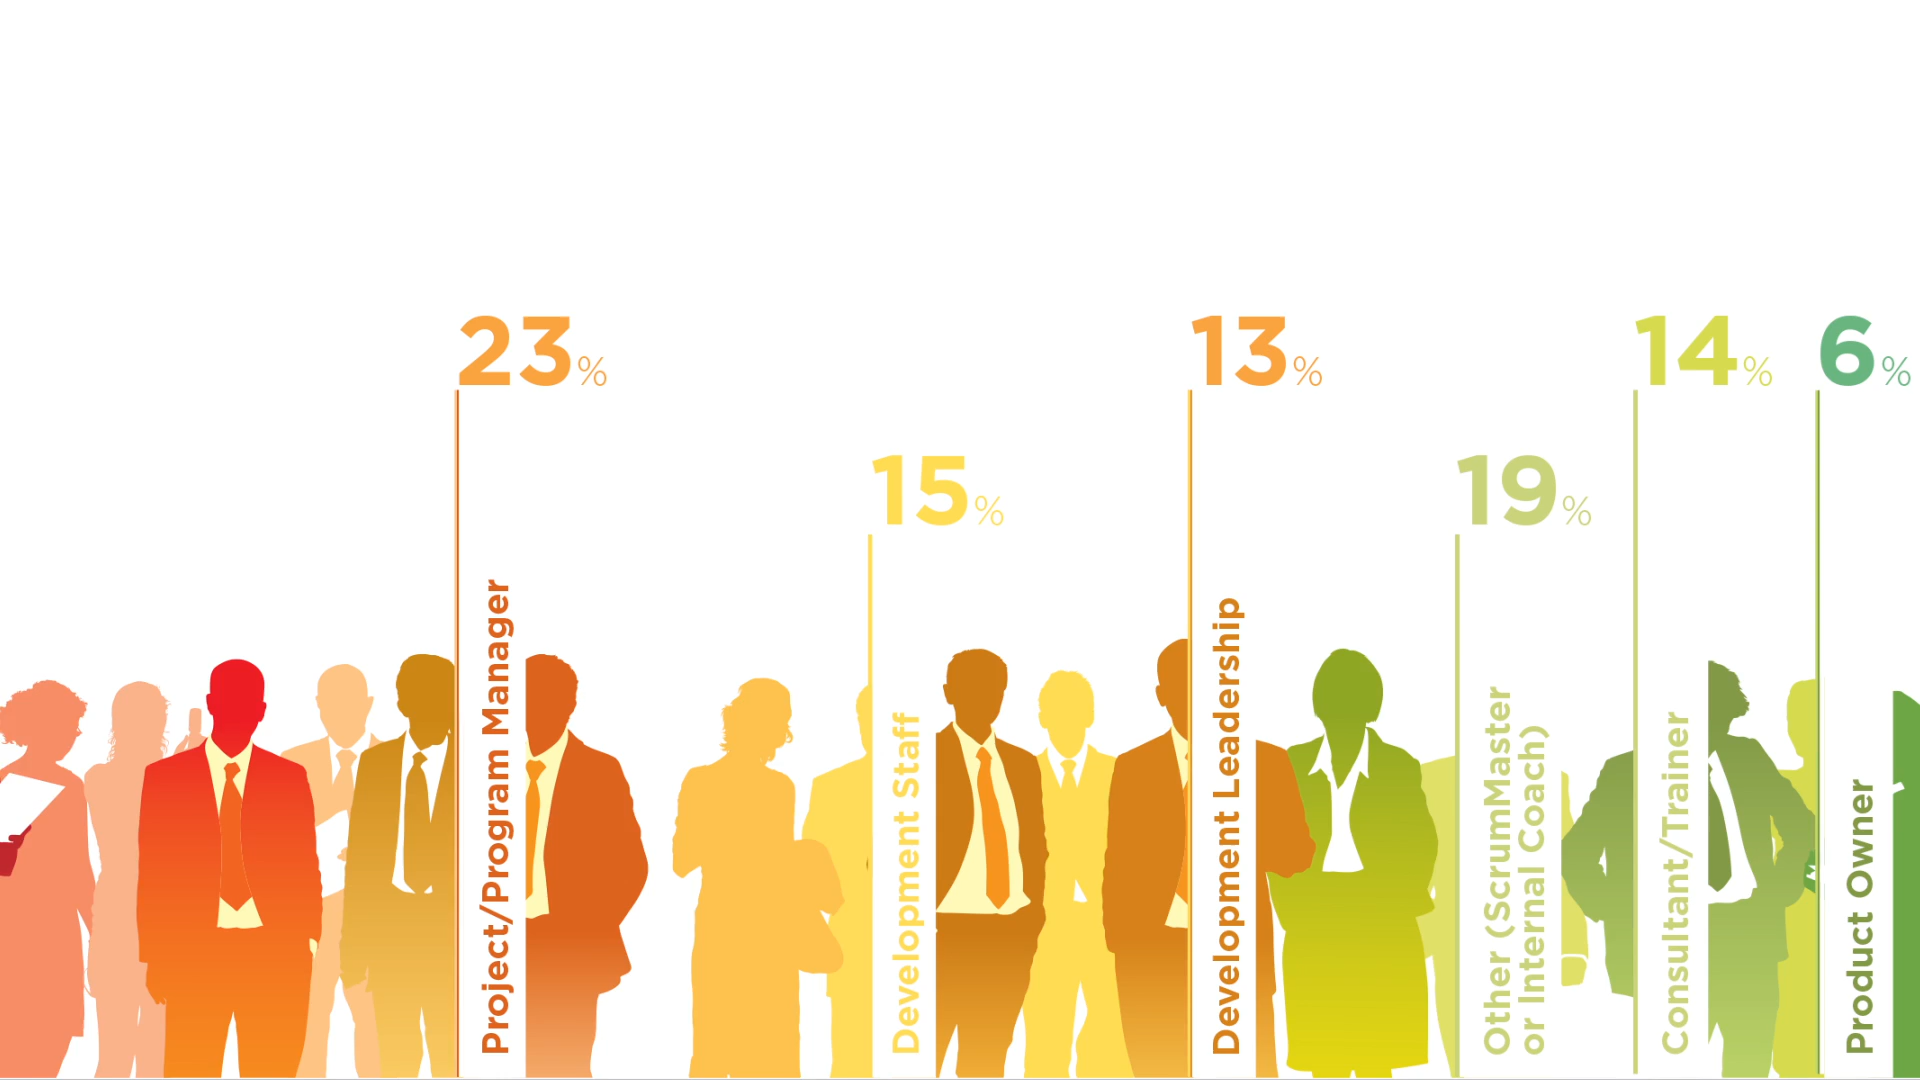 23%
Project/Program Manager
15%
Development Staff
13%
Development Leadership
19%
Other (ScrumMaster
or Internal Coach)
14%
Consultant/Trainer
6%
Product Owner